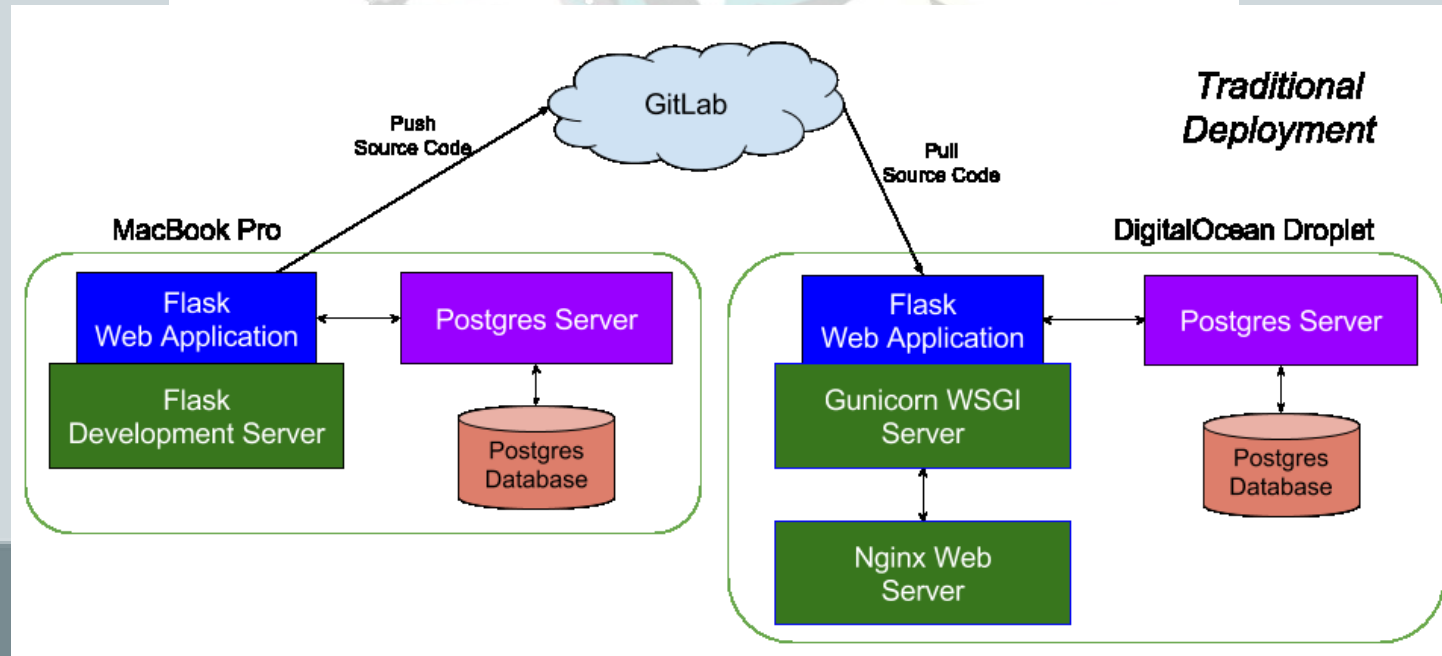 GitLab
Traditional
Deployment
Push
Source Code
Pull
Source Code
MacBook Pro
DigitalOcean Droplet
Flask
Web Application
Postgres Server
Flask
Development Server
Postgres
Database
Flask
Web Application
Postgres Server
Gunicorn WSGI
Server
Postgres
Database
Nginx Web
Server